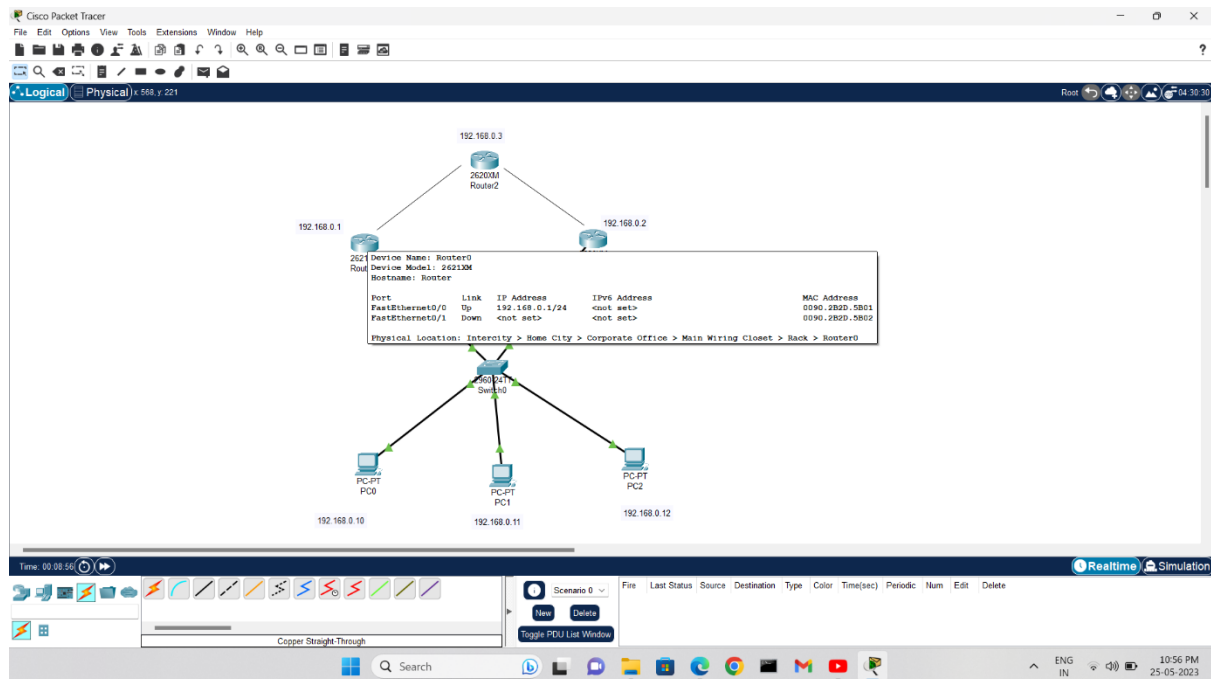 Cisco Packet Tracer
File Edit Options View Tools Extensions Window Help
?
Logical Physical x: 568, y: 221 Root 04:30:30
192.168.0.3
2620XM
Router2
192.168.0.1
192.168.0.2
2621
Rout
Device Name: Router0
Device Model: 2621XM
Hostname: Router
Port Link IP Address IPv6 Address MAC Address
FastEthernet0/0 Up 192.168.0.1/24 <not set> 0090.2B2D.5B01
FastEthernet0/1 Down <not set> <not set> 0090.2B2D.5B02
Physical Location: Intercity > Home City > Corporate Office > Main Wiring Closet > Rack > Router0
Switch0
PC-PT
PC0
PC-PT
PC1
PC-PT
PC2
192.168.0.10
192.168.0.11
192.168.0.12
Time: 00:08:56 Realtime Simulation
Scenario 0
New Delete
Toggle PDU List Window
Fire Last Status Source Destination Type Color Time(sec) Periodic Num Edit Delete
Copper Straight-Through
Search
ENG
IN
10:56 PM
25-05-2023